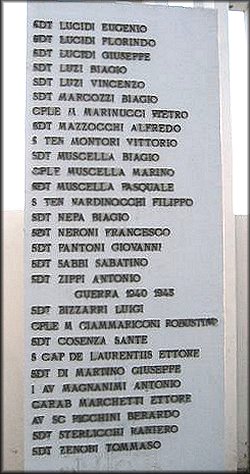 SDT LUCIDI EUGENIO
SDT LUCIDI FLORINDO
SDT LUCIDI GIUSEPPE
SDT LUZI BIAGIO
SDT LUZI VINCENZO
SDT MARGOZZI BIAGIO
CPLE M MARINUCCI PIETRO
SDT MAZZOCCHI ALFREDO
S TEN MONTORI VITTORIO
SDT MUSCELLA BIAGIO
CPLE MUSCELLA MARINO
SDT MUSCELLA PASQUALE
S TEN NARDINOCCHI FILIPPO
SDT NEPA BIAGIO
SDT NERONI FRANCESCO
SDT PANTONI GIOVANNI
SDT SABBI SABATINO
SDT ZIPPI ANTONIO
GUERRA 1940 1945
SDT BIZZARRI LUIGI
CPLE M CIAMMARICONI ROBUSTINO
SDT COSENZA SANTE
S CAP DE LAURENTIIS ETTORE
SDT DI MARTINO GIUSEPPE
I AV MAGNANIMI ANTONIO
CARAB MARCHETTI ETTORE
AV SC PICCHINI BERARDO
SDT STERLICCHI RANIERO
SDT ZENOBI TOMMASO